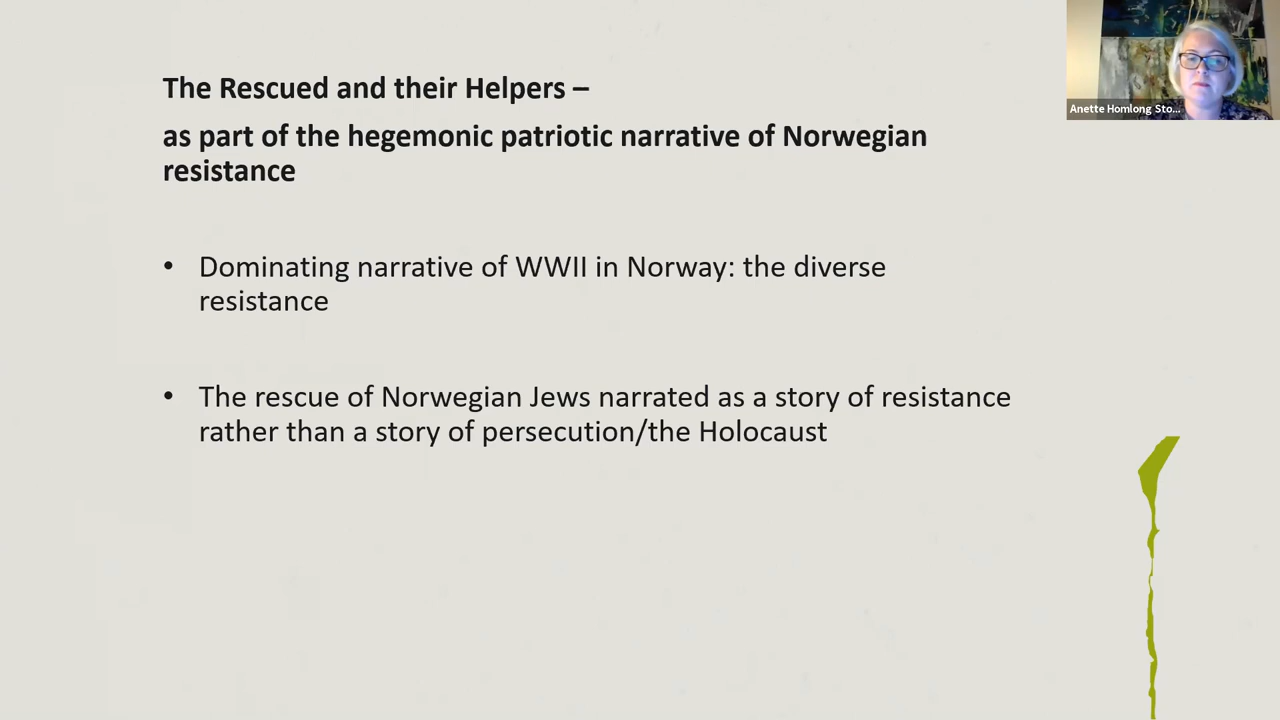 The Rescued and their Helpers –
as part of the hegemonic patriotic narrative of Norwegian
resistance
• Dominating narrative of WWII in Norway: the diverse
resistance
• The rescue of Norwegian Jews narrated as a story of resistance
rather than a story of persecution/the Holocaust
Anette Homlong Sto...